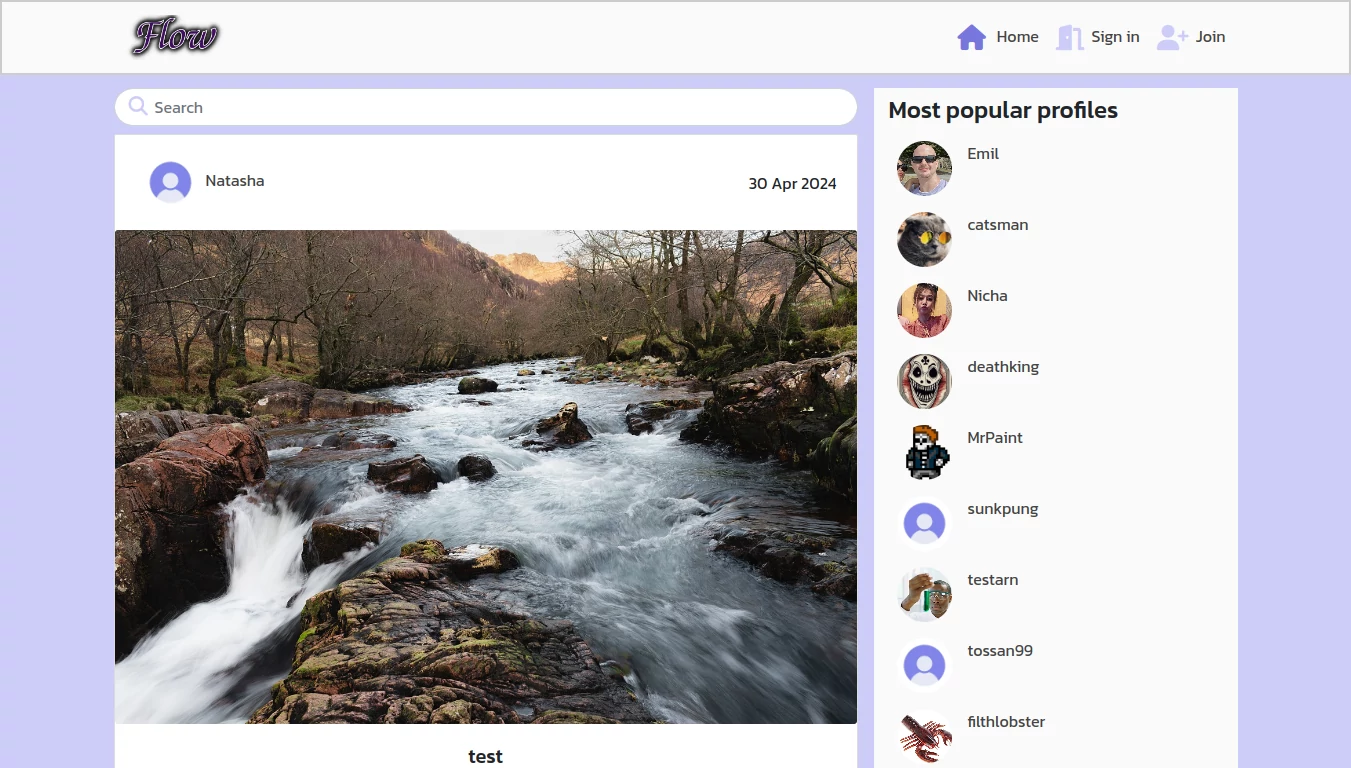 Flow
Home
Sign in
Join
Search
Natasha
30 Apr 2024
test
Most popular profiles
Emil
catsman
Nicha
deathking
MrPaint
sunkpung
testarn
tossan99
filthlobster